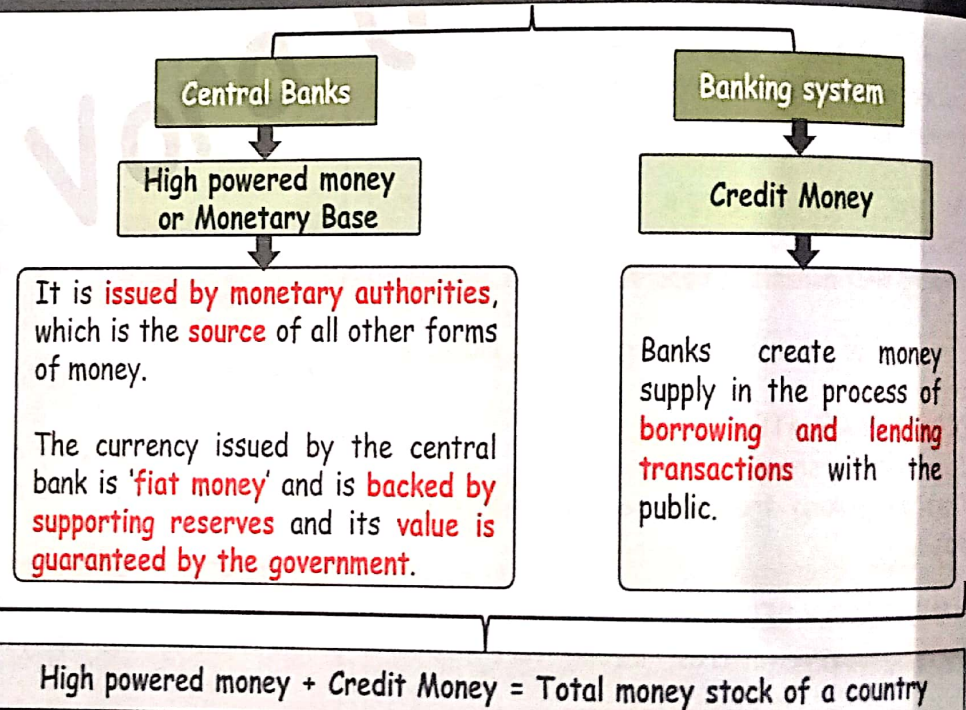 Central Banks
High powered money
or Monetary Base
It is issued by monetary authorities,
which is the source of all other forms
of money.
The currency issued by the central
bank is 'fiat money' and is backed by
supporting reserves and its value is
guaranteed by the government.
Banking system
Credit Money
Banks create money
supply in the process of
borrowing and lending
transactions with the
public.
High powered money + Credit Money = Total money stock of a country